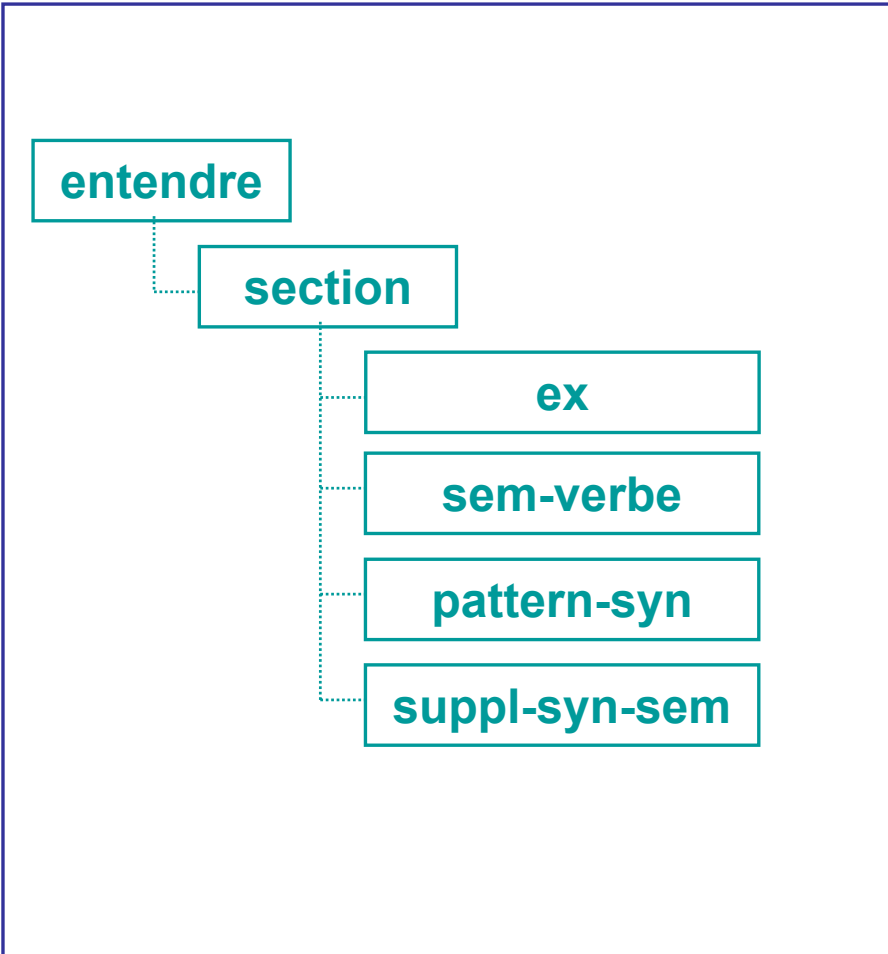 entendre
section
ex
sem-verbe
pattern-syn
suppl-syn-sem